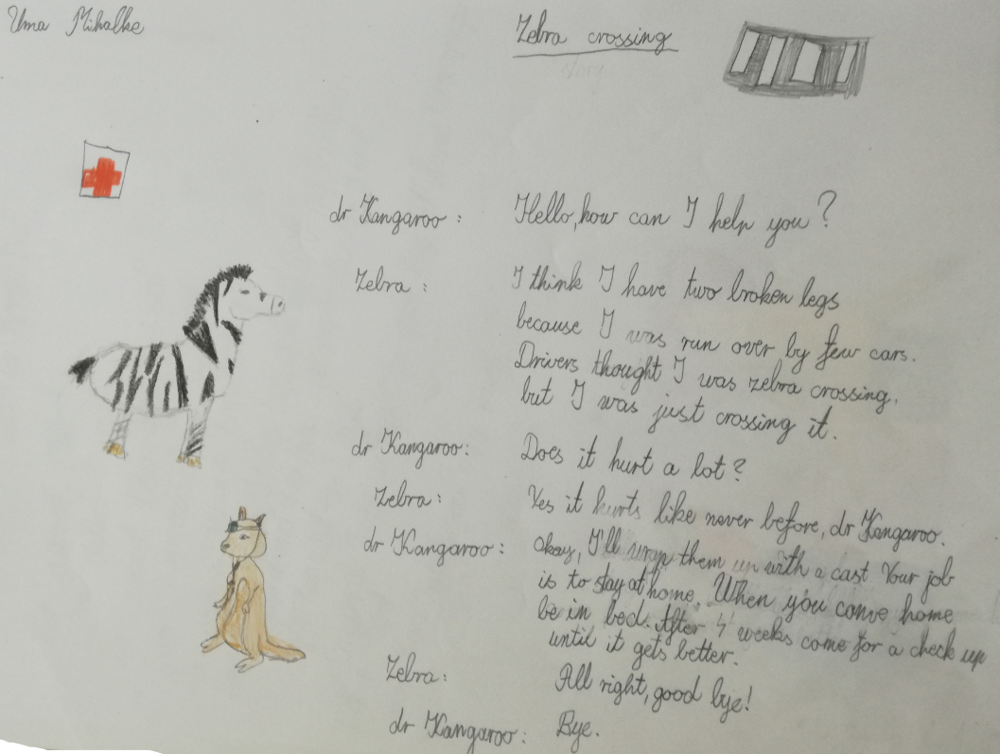 Uma Mihalke
Zebra crossing
story
dr Kangaroo: Hello, how can I help you?
Zebra: I think I have two broken legs
because I was run over by few cars.
Drivers thought I was zebra crossing,
but I was just crossing it.
dr Kangaroo: Does it hurt a lot?
Zebra: Yes it hurts like never before, dr Kangaroo.
dr Kangaroo: Okay, I'll wrap them up with a cast Your job
is to stay at home. When you come home
be in bed. After 4 weeks come for a check up
until it gets better.
Zebra: All right, good bye!
dr Kangaroo: Bye.